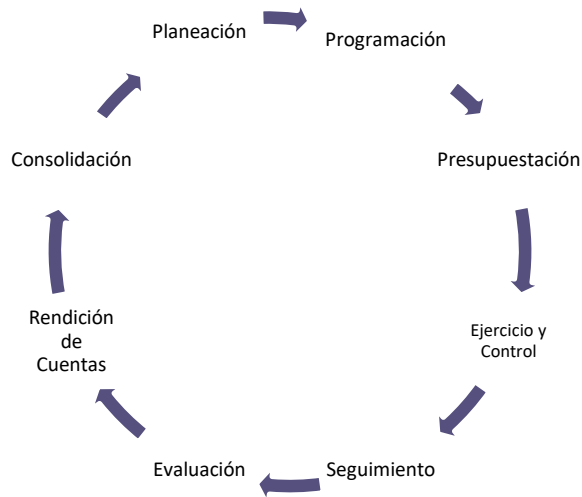 Planeación
Programación
Presupuestación
Ejercicio y
Control
Seguimiento
Evaluación
Rendición
de
Cuentas
Consolidación